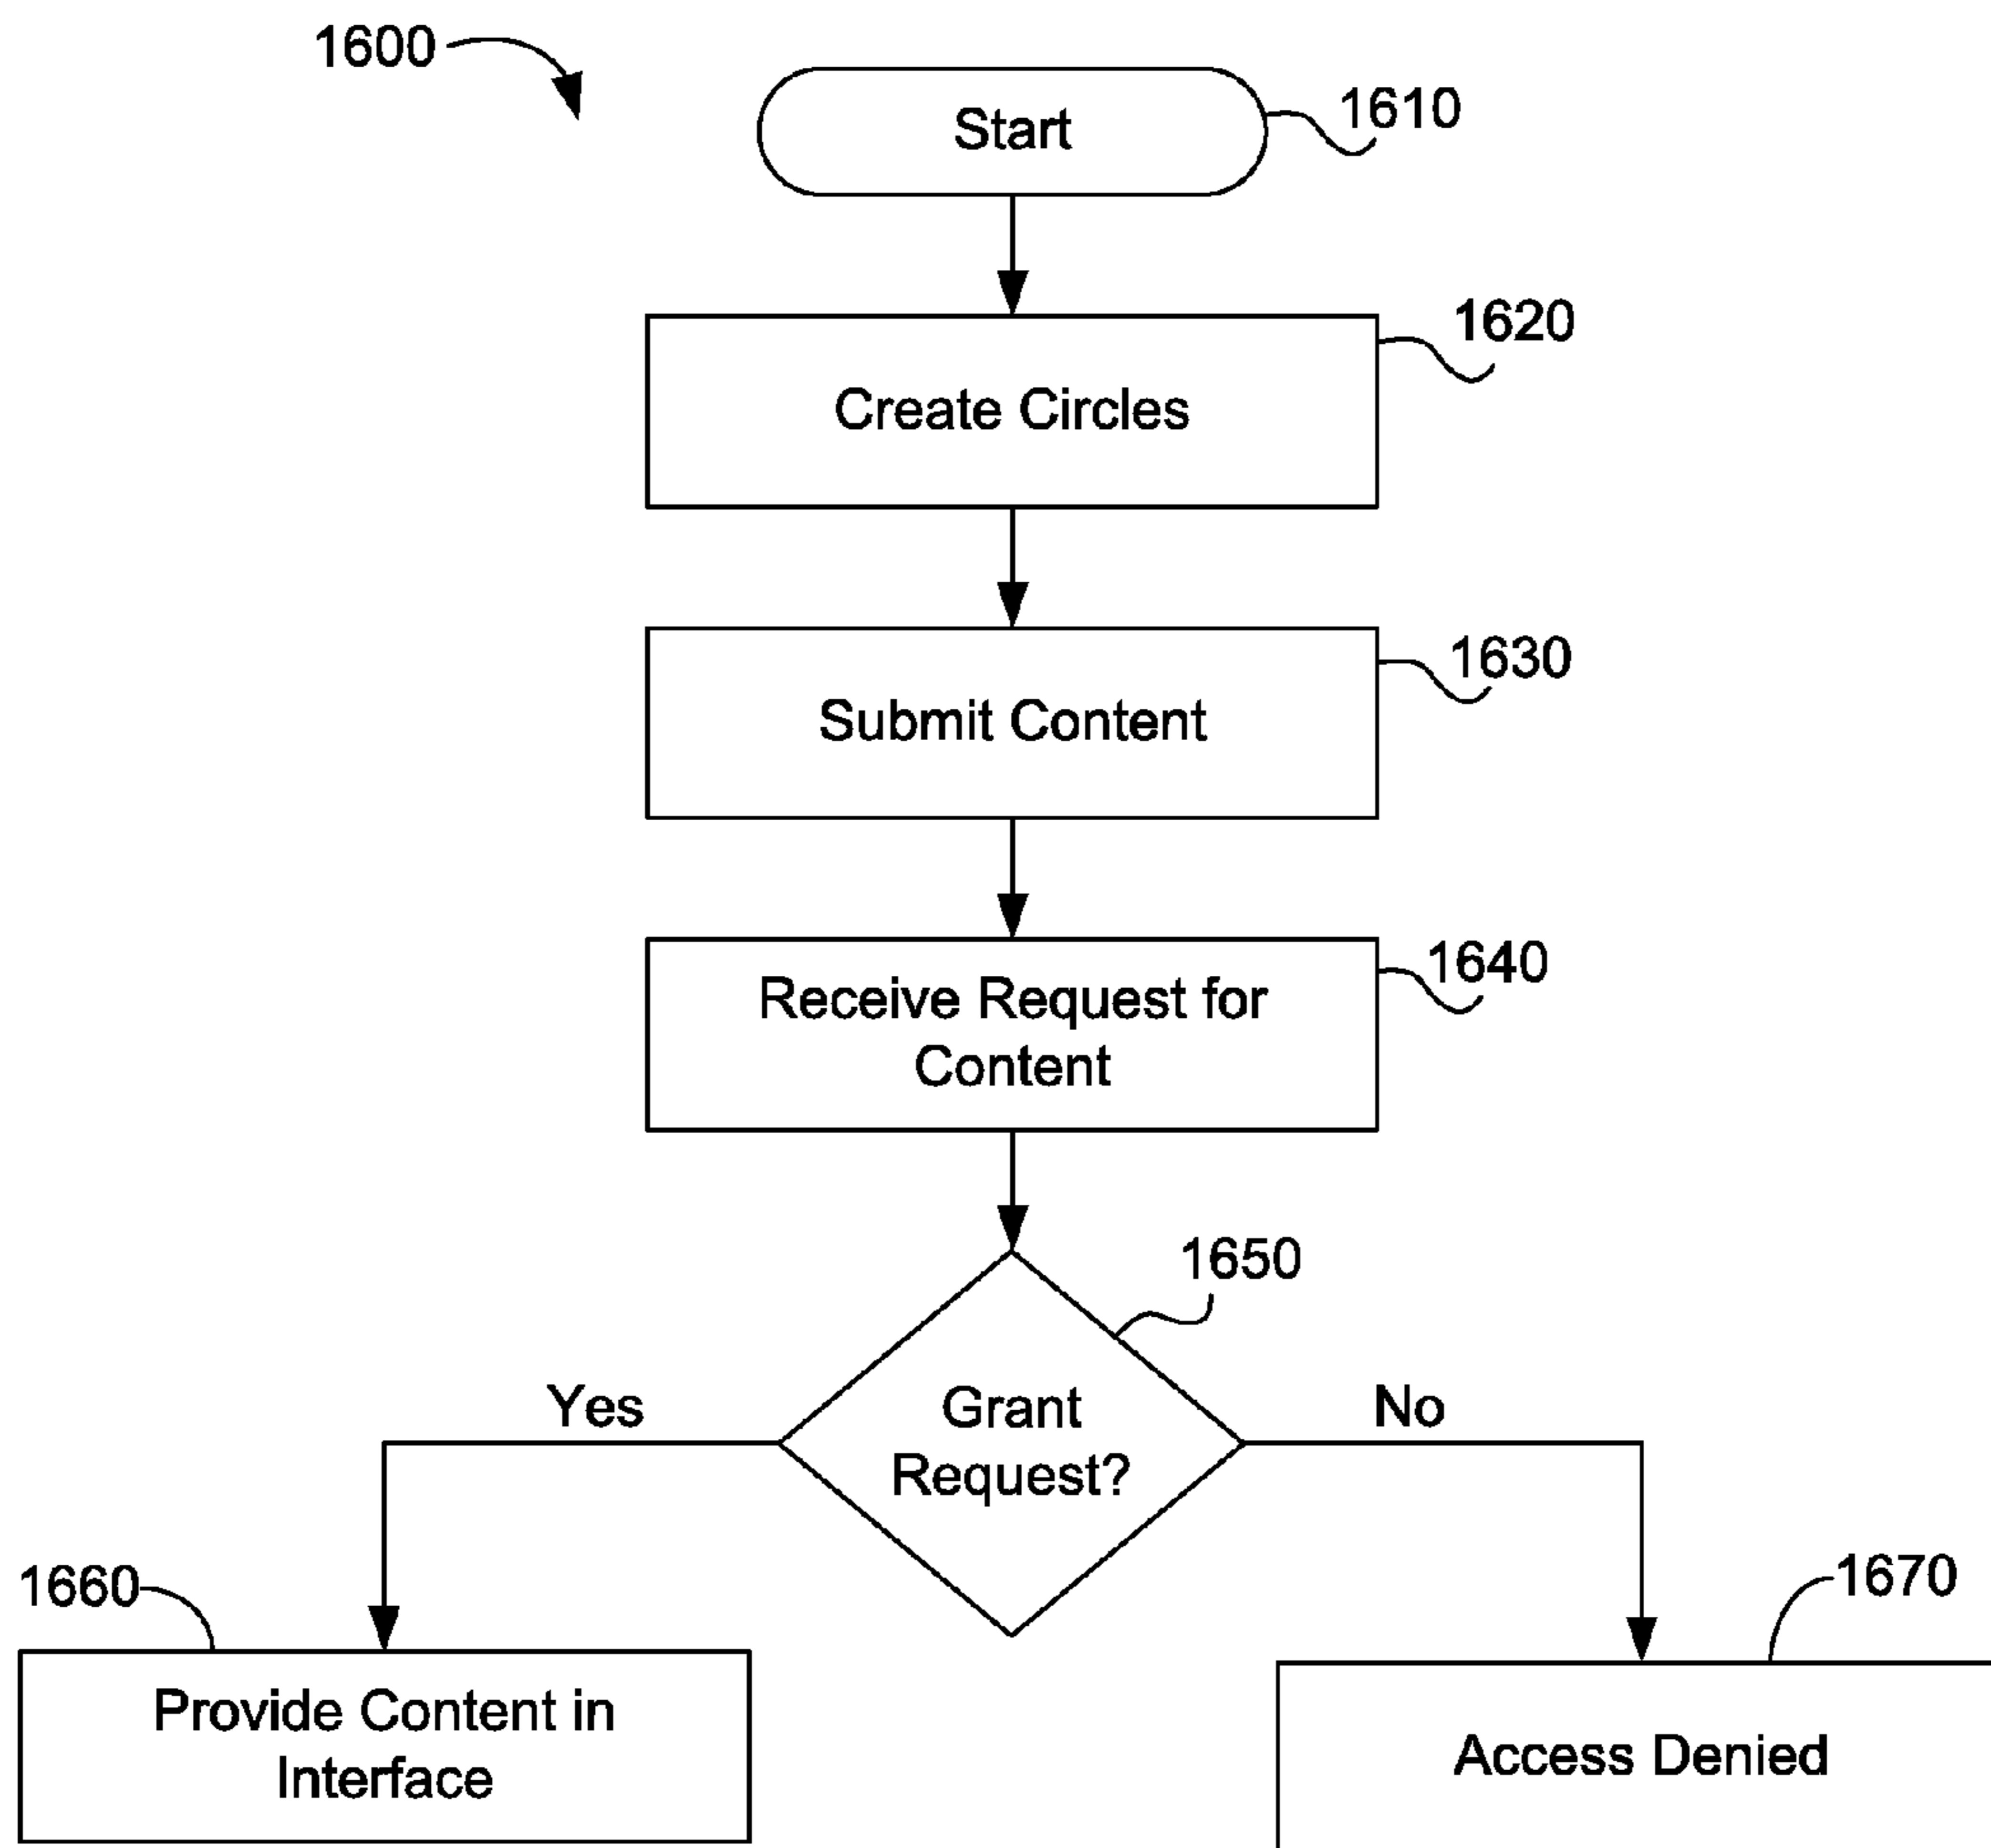 1600
Start
1610
Create Circles
1620
Submit Content
1630
Receive Request for
Content
1640
Grant
Request?
1650
Yes
No
1660
Provide Content in
Interface
1670
Access Denied